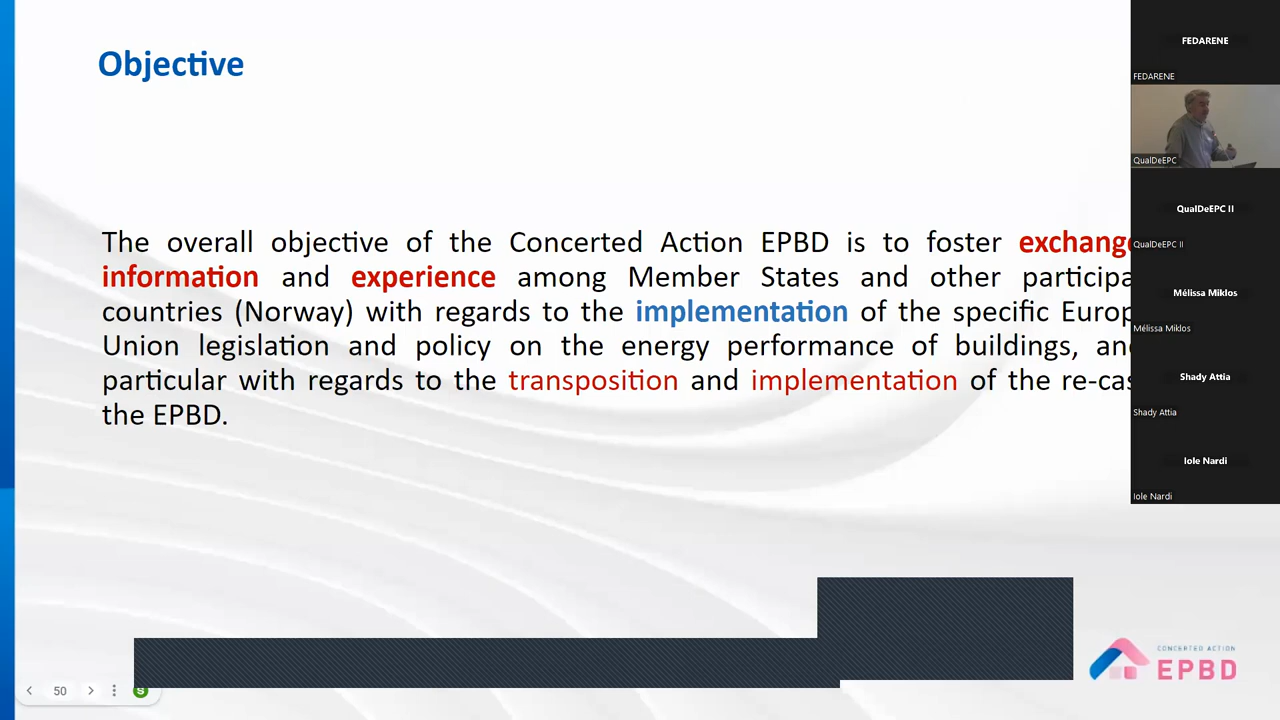 Objective
The overall objective of the Concerted Action EPBD is to foster exchange
information and experience among Member States and other participa
countries (Norway) with regards to the implementation of the specific Europ
Union legislation and policy on the energy performance of buildings, and
particular with regards to the transposition and implementation of the re-cas
the EPBD.
FEDARENE
FEDARENE
QualDeEPC
QualDeEPC II
QualDeEPC II
Mélissa Miklos
Mélissa Miklos
Shady Attia
Shady Attia
Iole Nardi
Iole Nardi
50
S
CONCERTED ACTION
EPBD